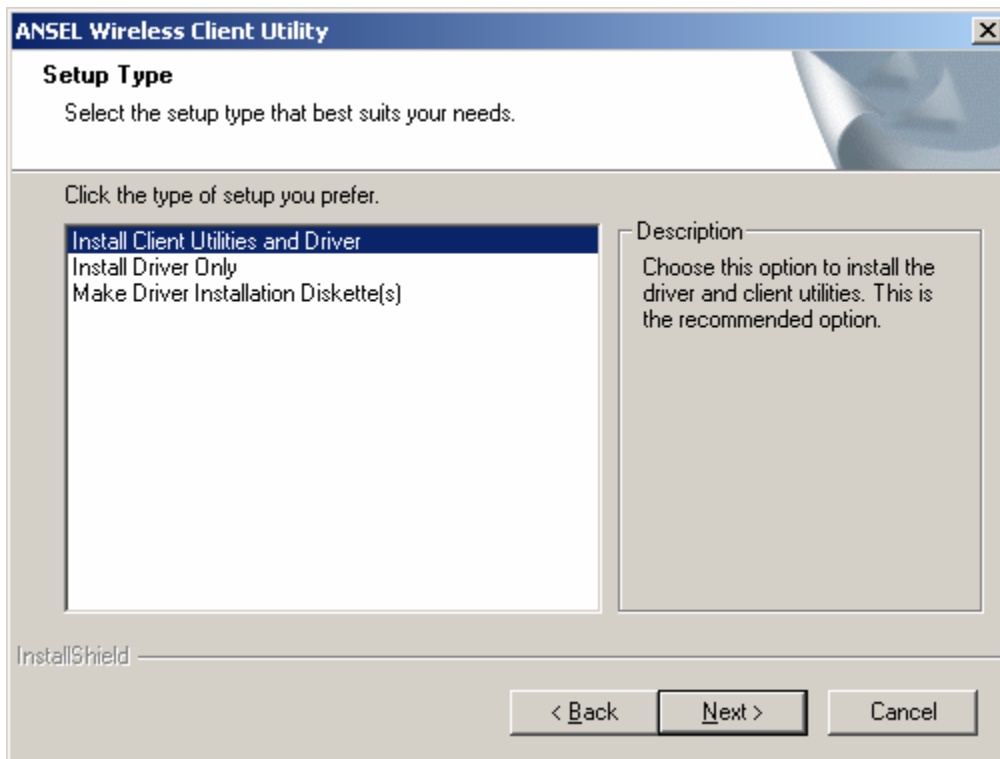 ANSEL Wireless Client Utility
Setup Type
Select the setup type that best suits your needs.
Click the type of setup you prefer.
Install Client Utilities and Driver
Install Driver Only
Make Driver Installation Diskette(s)
Description
Choose this option to install the
driver and client utilities. This is
the recommended option.
InstallShield
< Back
Next >
Cancel